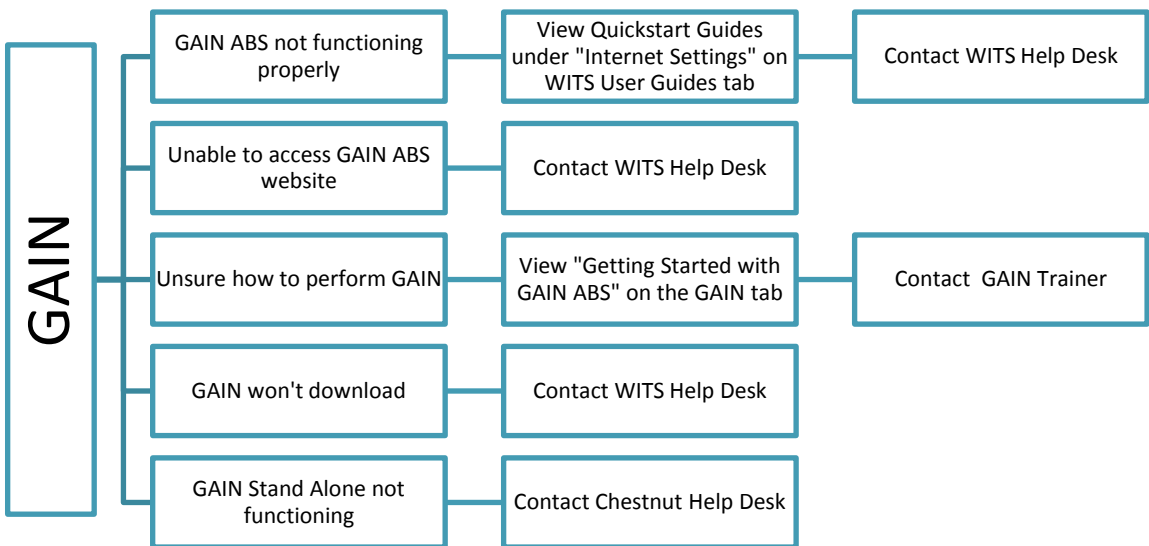 GAIN
GAIN ABS not functioning
properly
View Quickstart Guides
under "Internet Settings" on
WITS User Guides tab
Contact WITS Help Desk
Unable to access GAIN ABS
website
Contact WITS Help Desk
Unsure how to perform GAIN
View "Getting Started with
GAIN ABS" on the GAIN tab
Contact  GAIN Trainer
GAIN won't download
Contact WITS Help Desk
GAIN Stand Alone not
functioning
Contact Chestnut Help Desk